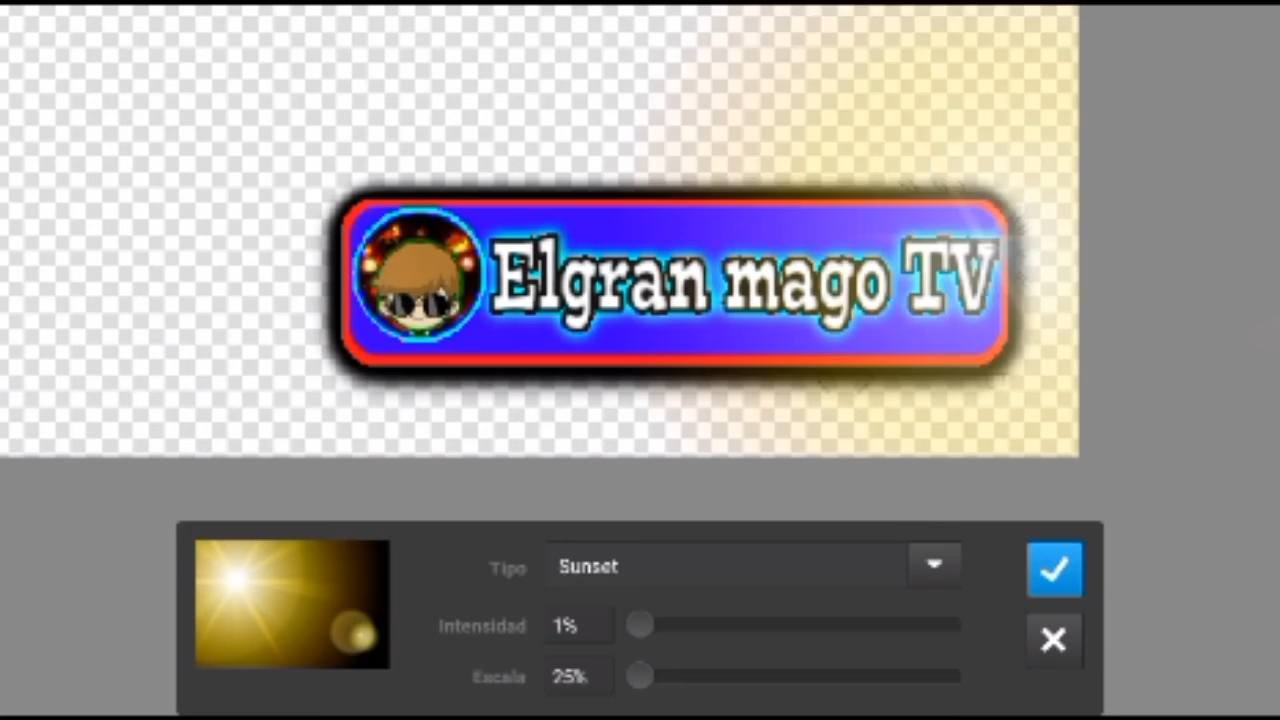 Elgran mago TV
Tipo Sunset
Intensidad 1%
Escala 25%